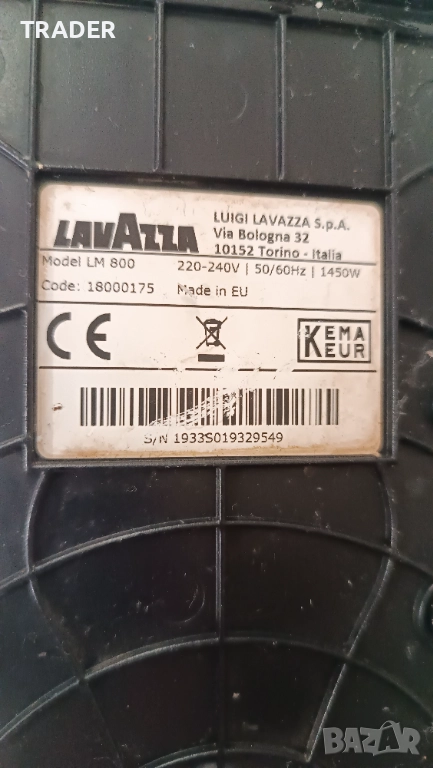 TRADER
LAVAZZA
LUIGI LAVAZZA S.p.A.
Via Bologna 32
10152 Torino - Italia
Model LM 800 220-240V | 50/60Hz | 1450W
Code: 18000175 Made in EU
CE
KEMA
KEUR
S/N 1933S019329549
BAZAR